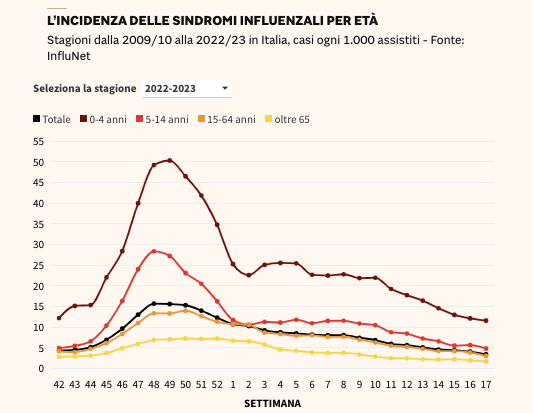 L'INCIDENZA DELLE SINDROMI INFLUENZALI PER ETÀ
Stagioni dalla 2009/10 alla 2022/23 in Italia, casi ogni 1.000 assistiti - Fonte:
InfluNet
Seleziona la stagione 2022-2023
Totale 0-4 anni 5-14 anni 15-64 anni oltre 65
55
50
45
40
35
30
25
20
15
10
5
0
42 43 44 45 46 47 48 49 50 51 52 1 2 3 4 5 6 7 8 9 10 11 12 13 14 15 16 17
SETTIMANA